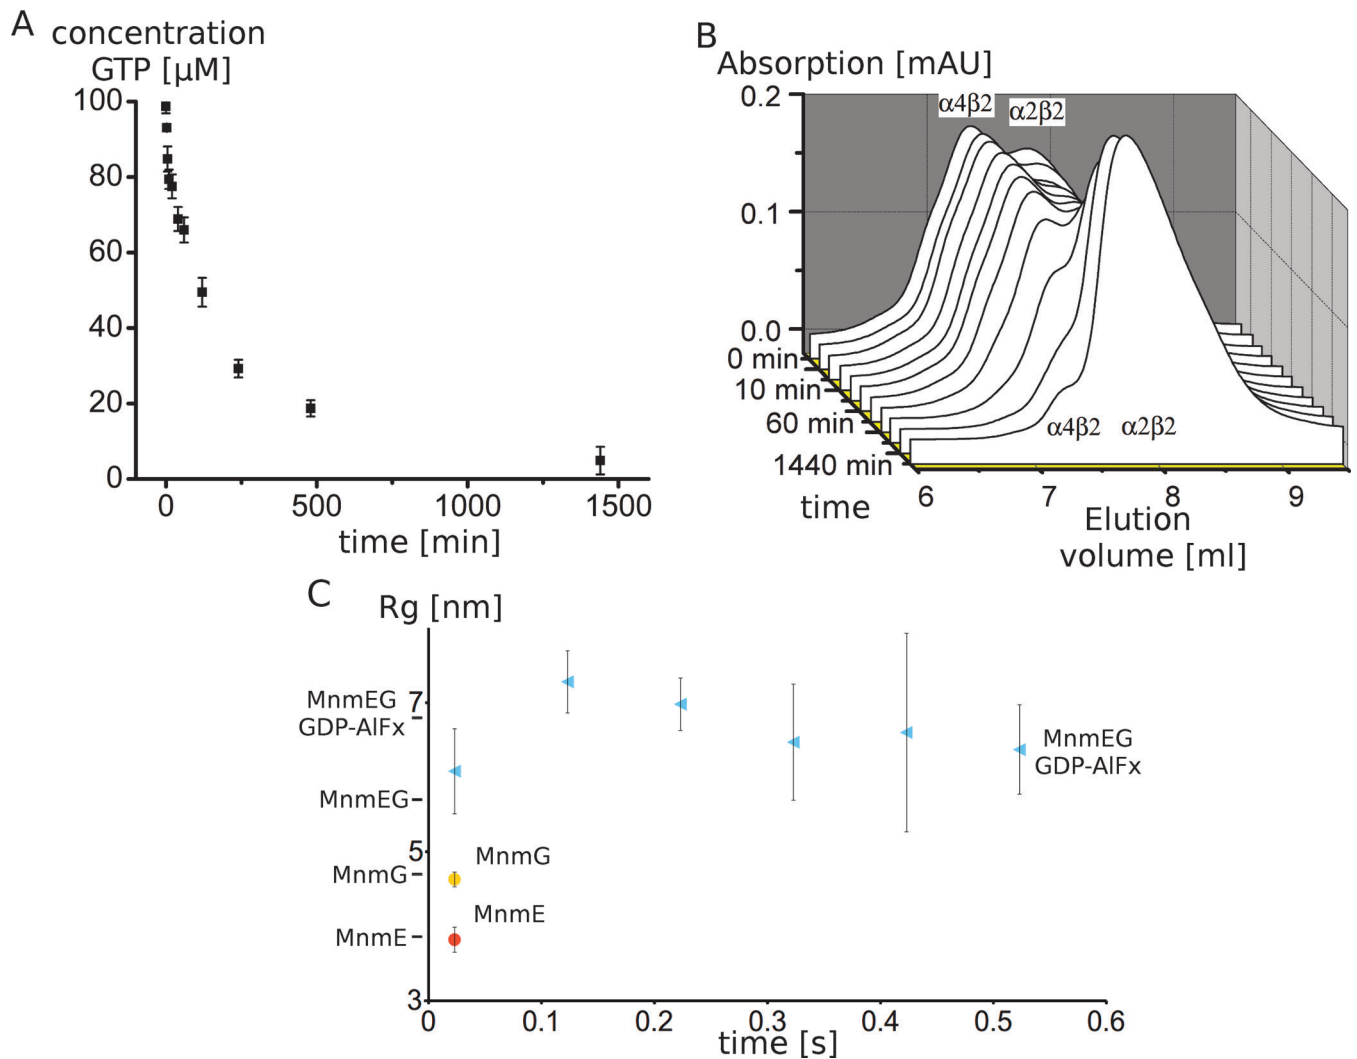 A
concentration
GTP [µM]
100
80
60
40
20
0
0
500
1000
1500
time [min]
B
Absorption [mAU]
0.2
0.1
0.0
α4β2
α2β2
0 min
10 min
60 min
1440 min
time
α4β2
α2β2
6
7
8
9
Elution
volume [ml]
C
Rg [nm]
7
5
3
MnmEG
GDP-AlFx
MnmEG
MnmG
MnmE
MnmG
MnmE
MnmEG
GDP-AlFx
0
0.1
0.2
0.3
0.4
0.5
0.6
time [s]